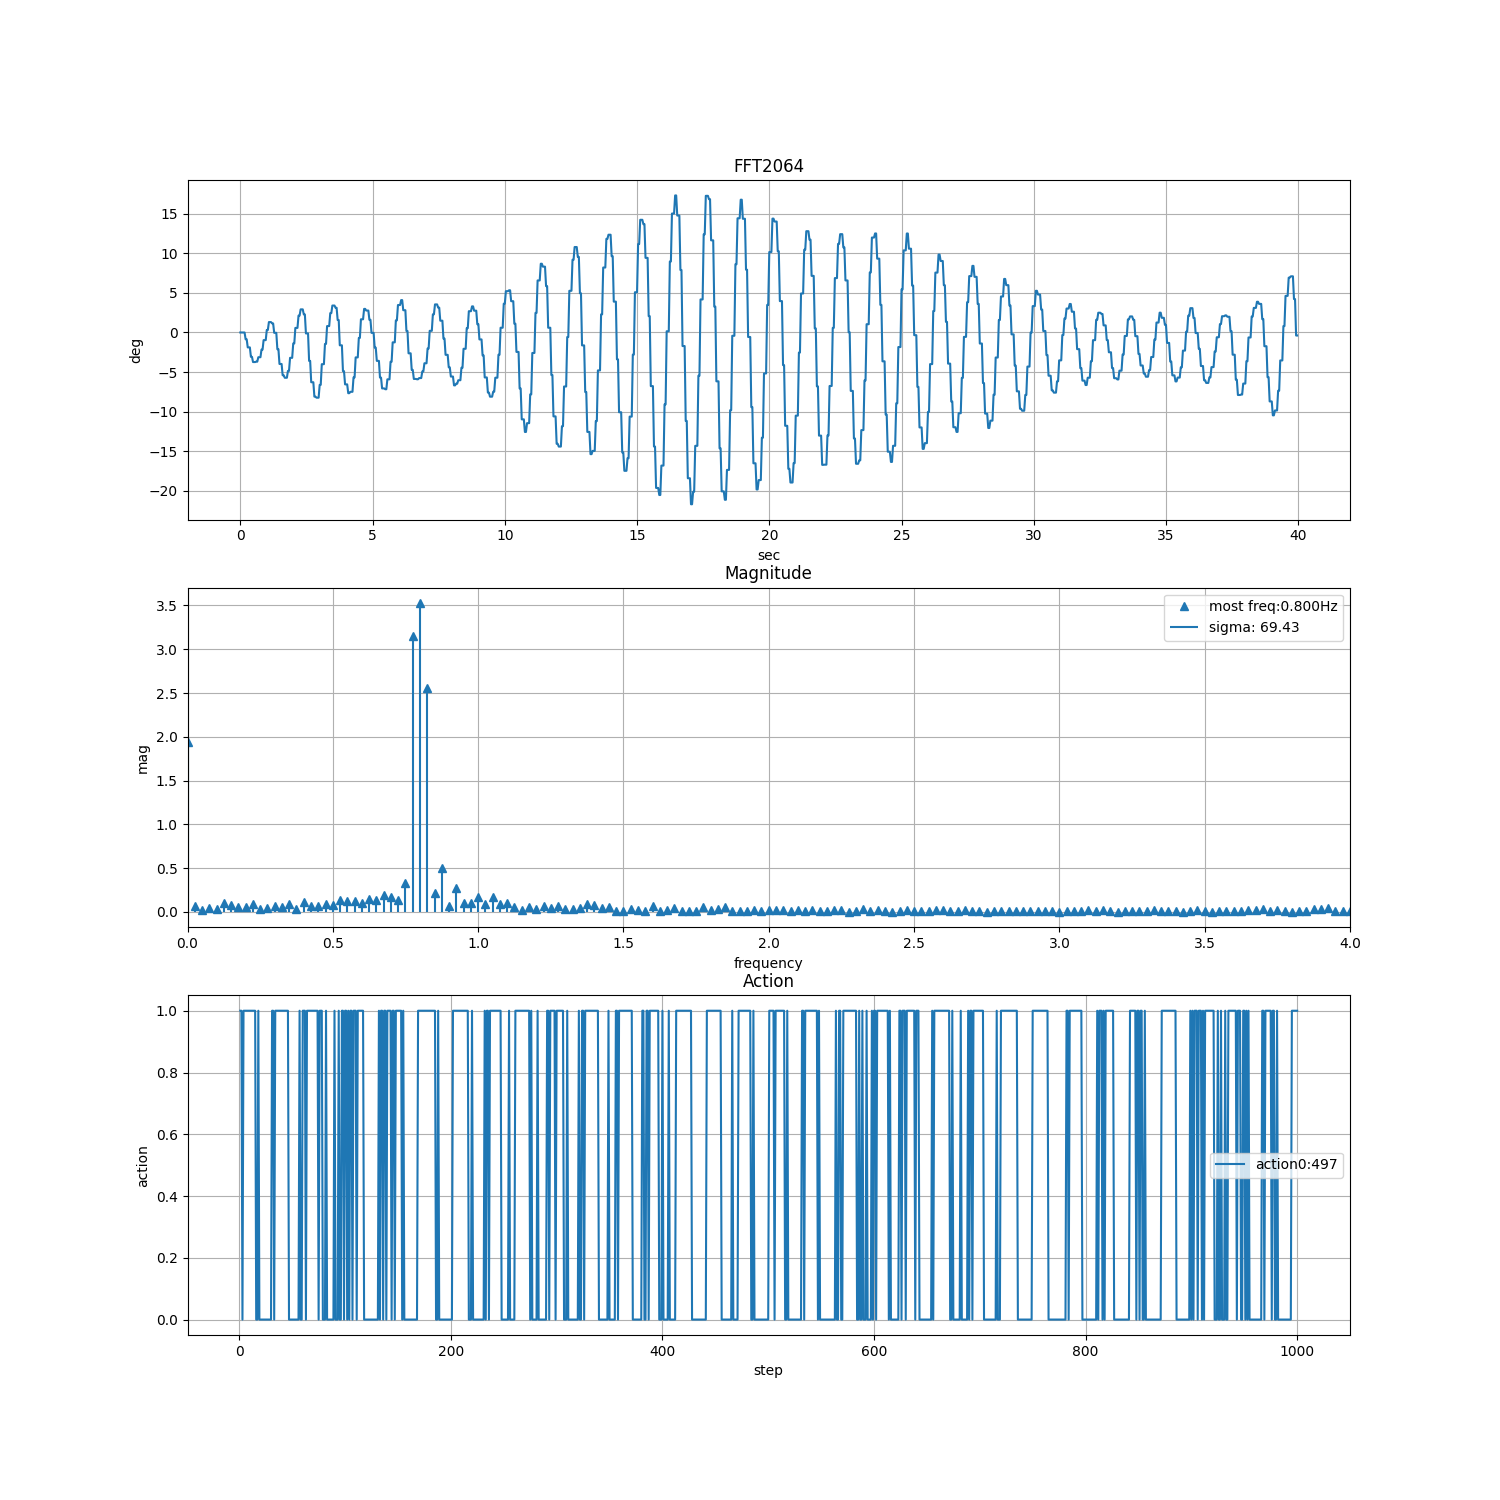 FFT2064
15
10
5
0
−5
−10
−15
−20
deg
0 5 10 15 20 25 30 35 40
sec
Magnitude
3.5
3.0
2.5
2.0
1.5
1.0
0.5
0.0
mag
most freq:0.800Hz
sigma: 69.43
0.0 0.5 1.0 1.5 2.0 2.5 3.0 3.5 4.0
frequency
Action
1.0
0.8
0.6
0.4
0.2
0.0
action
action0:497
0 200 400 600 800 1000
step